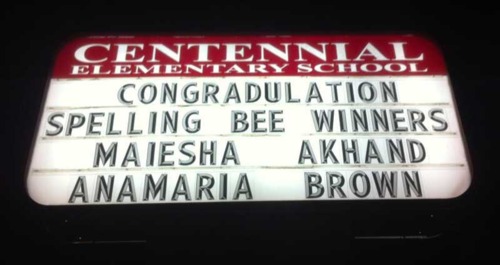 CENTENNIAL
ELEMENTARY SCHOOL
CONGRADULATION
SPELLING BEE WINNERS
MAIESHA AKHAND
ANAMARIA BROWN